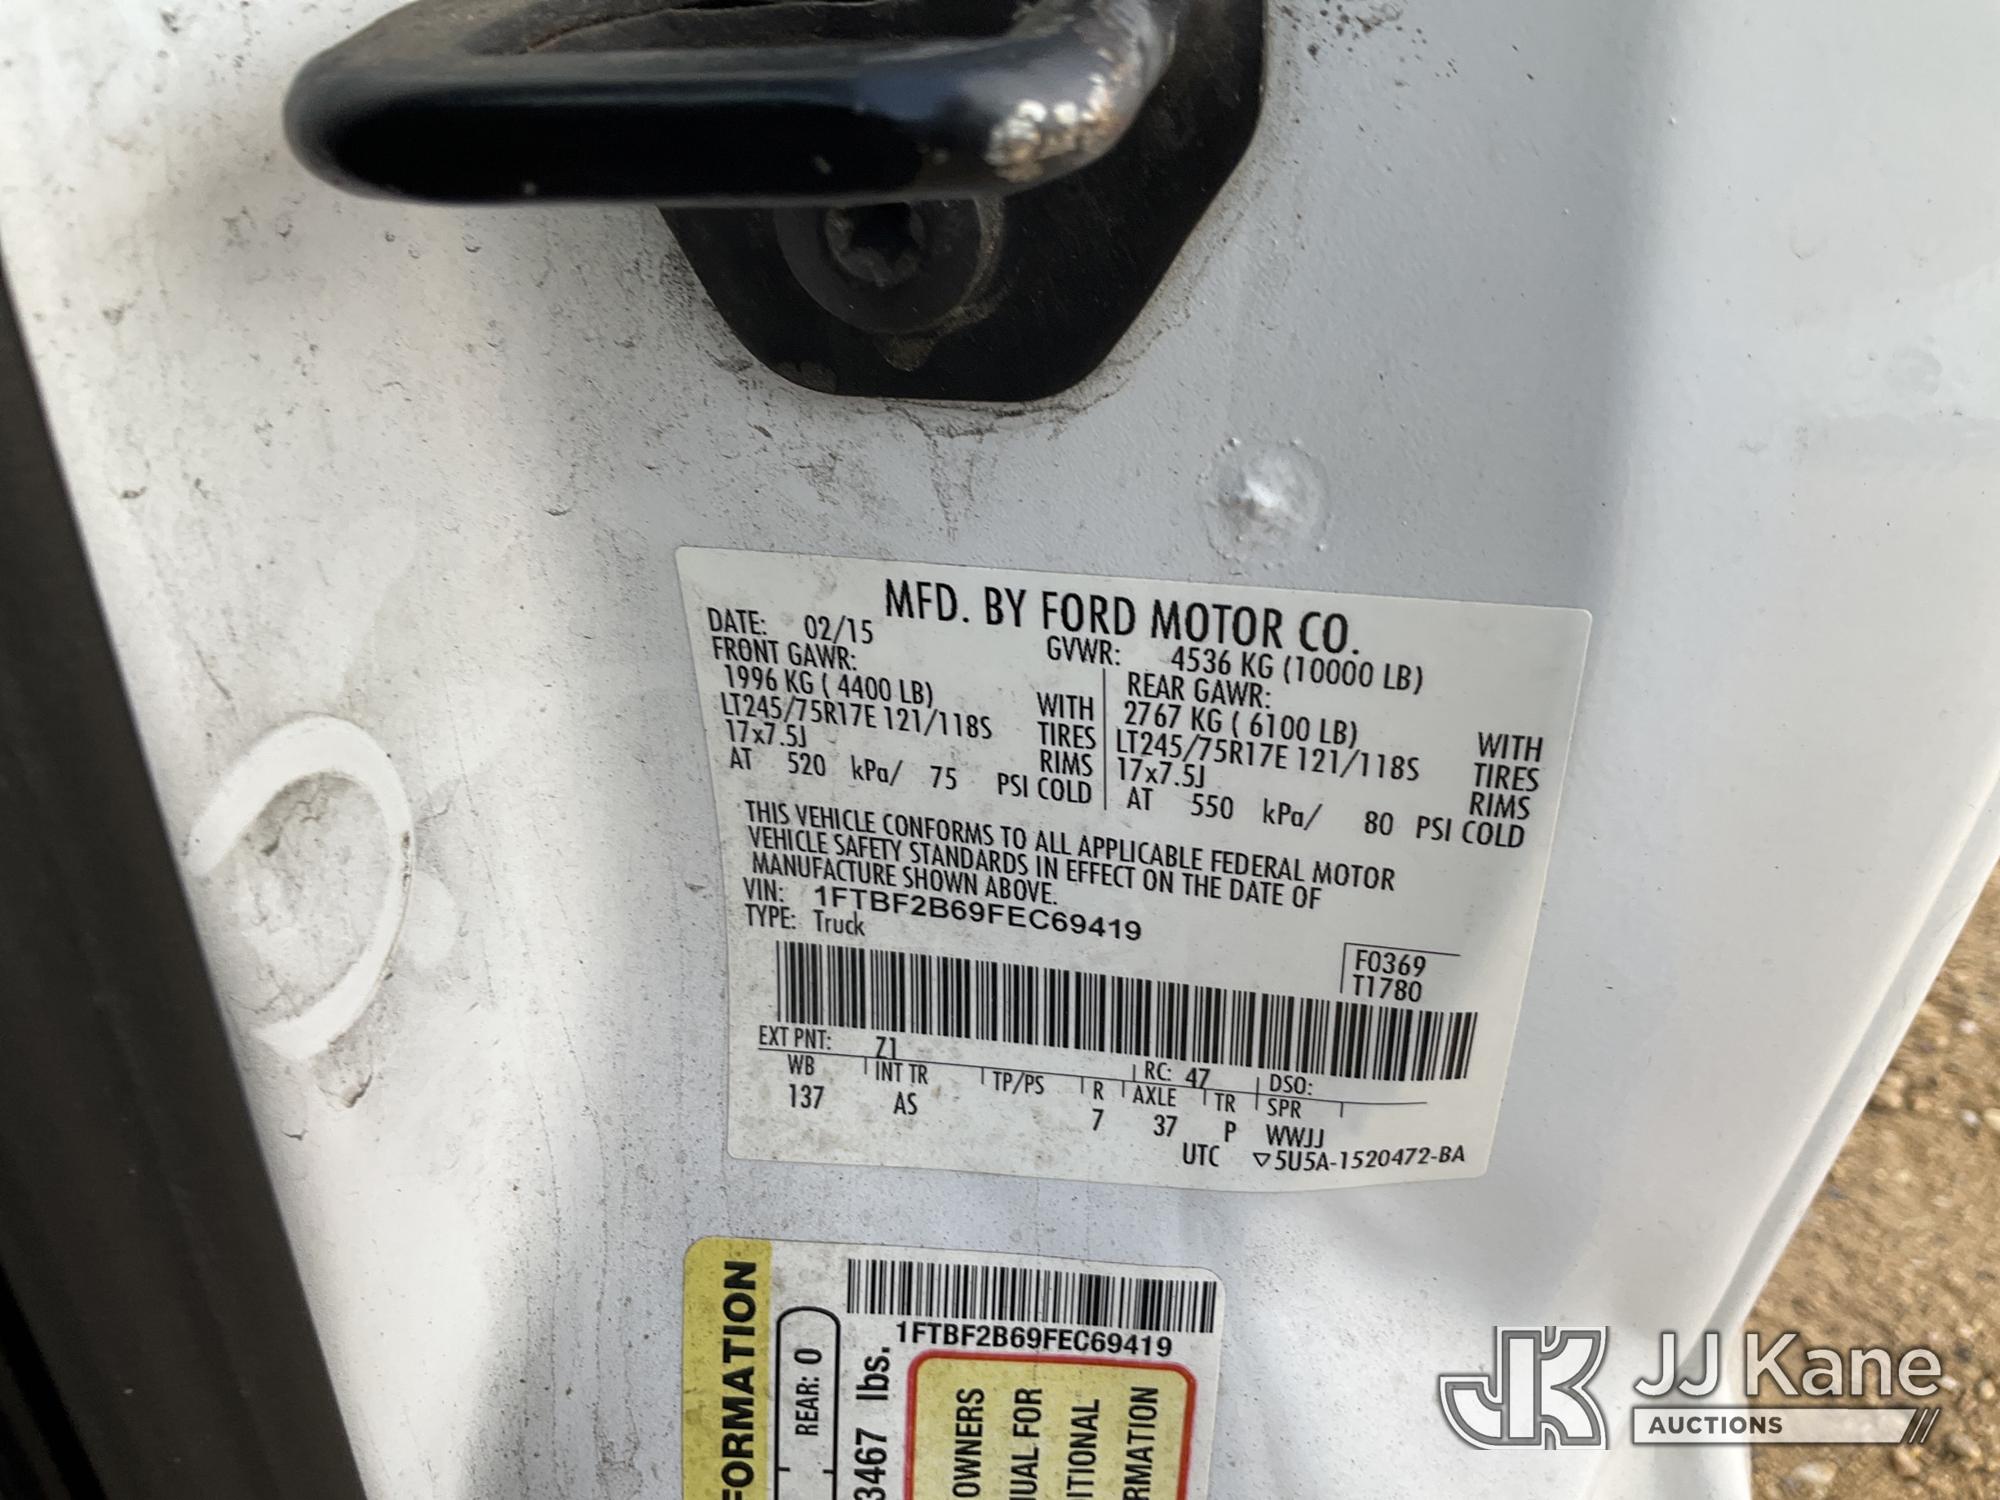 MFD. BY FORD MOTOR CO.
DATE: 02/15
GVWR: 4536 KG (10000 LB)
FRONT GAWR:
1996 KG ( 4400 LB) WITH
LT245/75R17E 121/118S TIRES
17x7.5J RIMS
AT 520 kPa/ 75 PSI COLD
REAR GAWR:
2767 KG ( 6100 LB) WITH
LT245/75R17E 121/118S TIRES
17x7.5J RIMS
AT 550 kPa/ 80 PSI COLD
THIS VEHICLE CONFORMS TO ALL APPLICABLE FEDERAL MOTOR
VEHICLE SAFETY STANDARDS IN EFFECT ON THE DATE OF
MANUFACTURE SHOWN ABOVE.
VIN: 1FTBF2B69FEC69419
TYPE: Truck
F0369
T1780
EXT PNT: Z1 RC: 47 DSO:
WB INT TR TP/PS R AXLE TR SPR
137 AS 7 37 P WWJJ
UTC ▽5U5A-1520472-BA
FORMATION
REAR: 0
3467 lbs.
1FTBF2B69FEC69419
OWNERS
UAL FOR
ITIONAL
RMATION
JK JJ Kane
AUCTIONS